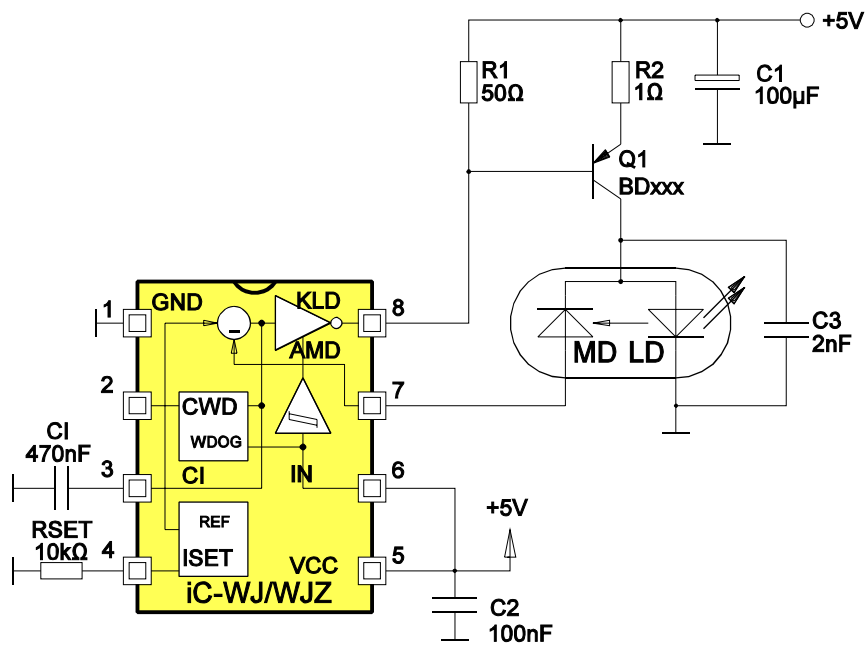 +5V
R1
50Ω
R2
1Ω
C1
100µF
Q1
BDxxx
1
GND
KLD
8
-
AMD
C3
2nF
MD LD
2
CWD
7
WDOG
CI
470nF
3
CI
IN
6
+5V
RSET
10kΩ
4
REF
ISET
VCC
5
iC-WJ/WJZ
C2
100nF